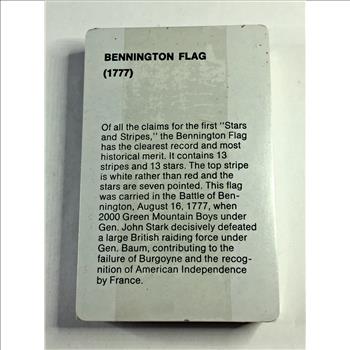 BENNINGTON FLAG
(1777)
Of all the claims for the first "Stars
and Stripes," the Bennington Flag
has the clearest record and most
historical merit. It contains 13
stripes and 13 stars. The top stripe
is white rather than red and the
stars are seven pointed. This flag
was carried in the Battle of Ben-
nington, August 16, 1777, when
2000 Green Mountain Boys under
Gen. John Stark decisively defeated
a large British raiding force under
Gen. Baum, contributing to the
failure of Burgoyne and the recog-
nition of American Independence
by France.